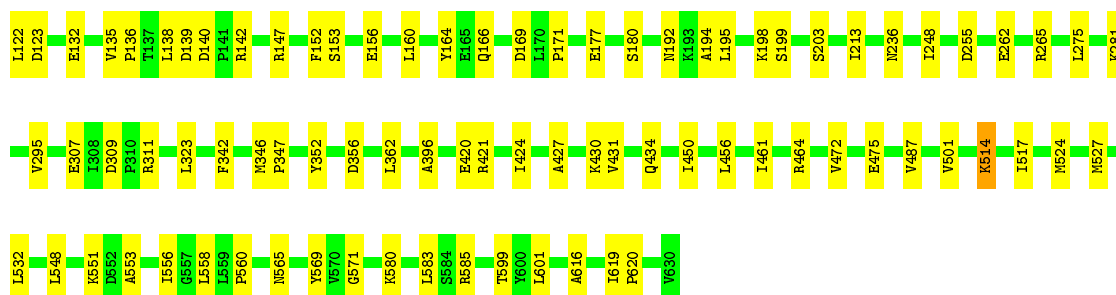 L122 D123 E132 V135 P136 T137 L138 D139 D140 P141 R142 R147 F152 S153 E156 L160 Y164 E165 Q166 D169 L170 P171 E177 S180 N192 K193 A194 L195 K198 S199 S203 I213 N236 I248 D255 E262 R265 L275 K281
V295 E307 I308 D309 P310 R311 L323 F342 M346 P347 Y352 D356 L362 A396 E420 R421 I424 A427 K430 V431 Q434 I450 L456 I461 R464 V472 E475 V487 V501 K514 I517 M524 M527
L532 L548 K551 D552 A553 I556 G557 L558 L559 P560 N565 Y569 V570 G571 K580 L583 S584 R585 T599 Y600 L601 A616 I619 P620 V630